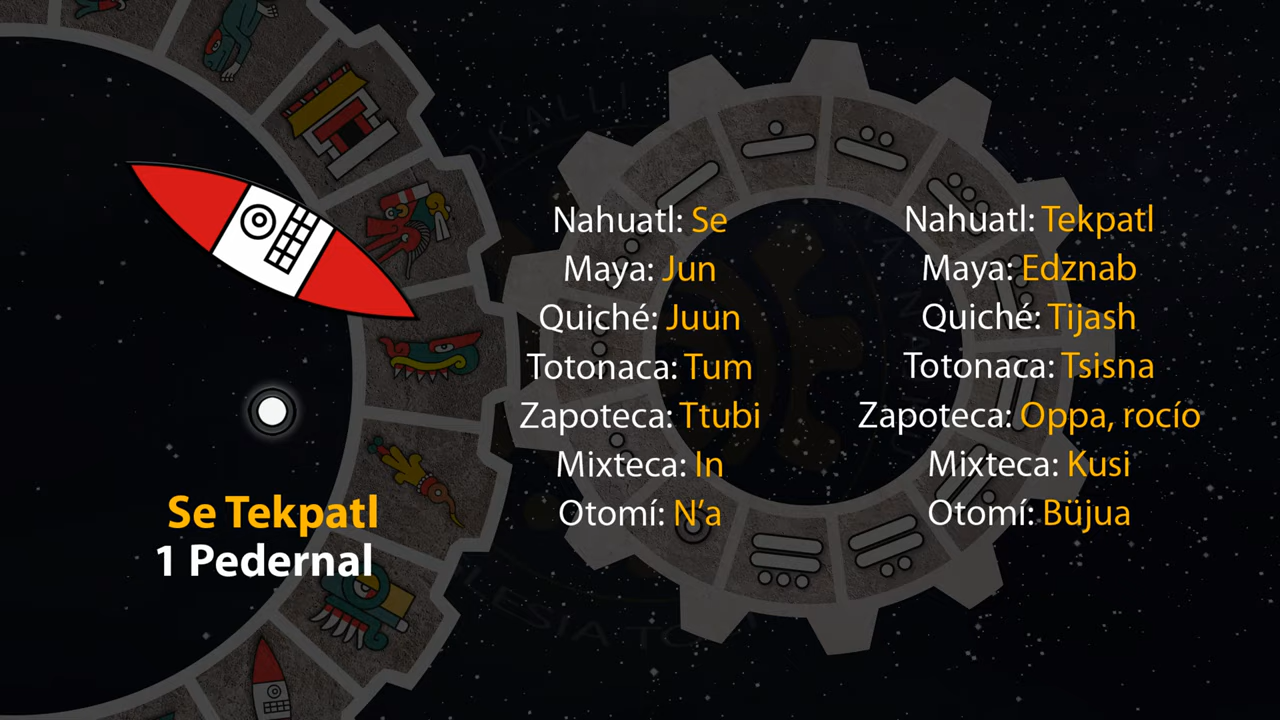 Nahuatl: Se
Maya: Jun
Quiché: Juun
Totonaca: Tum
Zapoteca: Ttubi
Mixteca: In
Otomí: N'a
Nahuatl: Tekpatl
Maya: Edznab
Quiché: Tijash
Totonaca: Tsisna
Zapoteca: Oppa, rocío
Mixteca: Kusi
Otomí: Büjua
Se Tekpatl
1 Pedernal